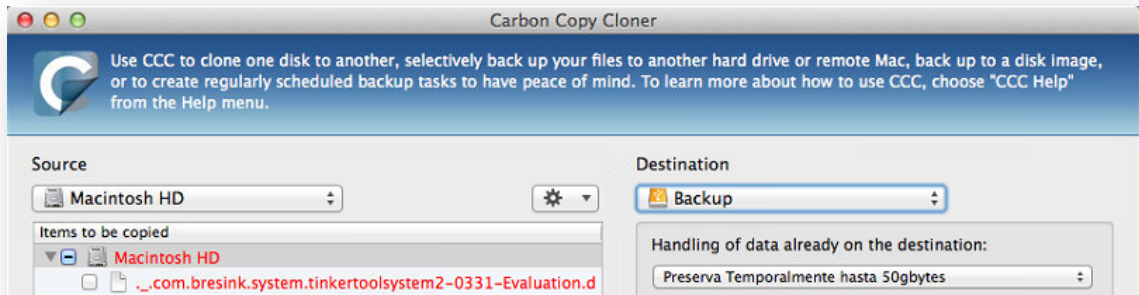 Carbon Copy Cloner
Use CCC to clone one disk to another, selectively back up your files to another hard drive or remote Mac, back up to a disk image,
or to create regularly scheduled backup tasks to have peace of mind. To learn more about how to use CCC, choose "CCC Help"
from the Help menu.
Source
Macintosh HD
Items to be copied
Macintosh HD
._.com.bresink.system.tinkertoolsystem2-0331-Evaluation.d
Destination
Backup
Handling of data already on the destination:
Preserva Temporalmente hasta 50gbytes